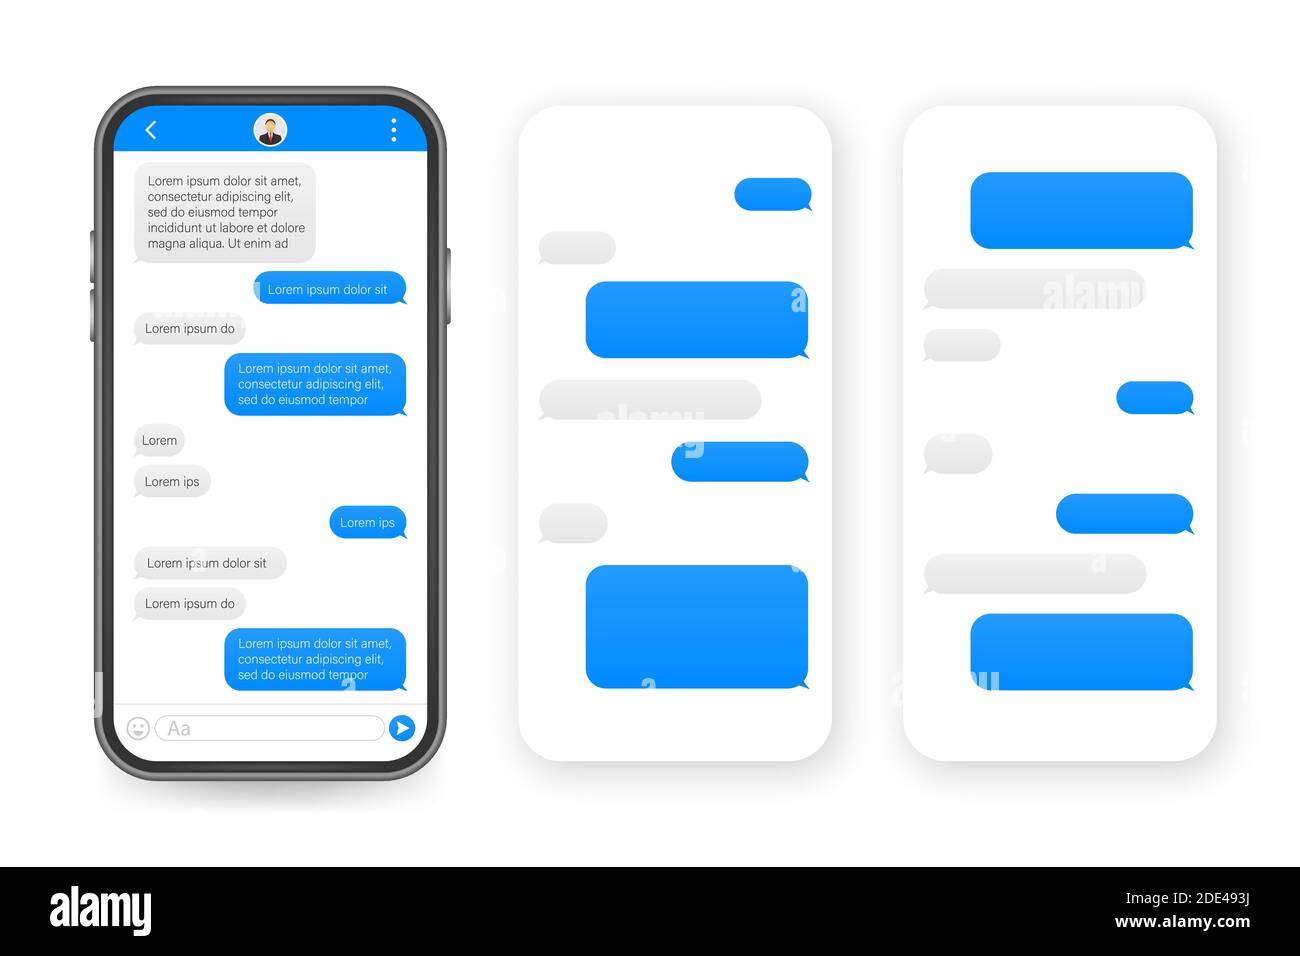 Lorem ipsum dolor sit amet,
consectetur adipiscing elit,
sed do eiusmod tempor
incididunt ut labore et dolore
magna aliqua. Ut enim ad
Lorem ipsum dolor sit
Lorem ipsum do
Lorem ipsum dolor sit amet,
consectetur adipiscing elit,
sed do eiusmod tempor
Lorem
Lorem ips
Lorem ips
Lorem ipsum dolor sit
Lorem ipsum do
Lorem ipsum dolor sit amet,
consectetur adipiscing elit,
sed do eiusmod tempor
Aa
alamy
alamy
a
a
a
a
alamy
Image ID: 2DE493J
www.alamy.com